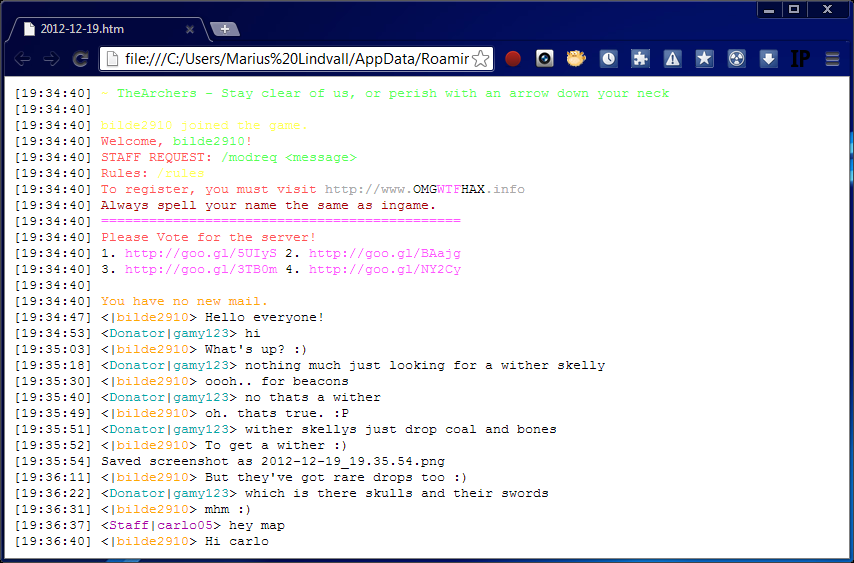 2012-12-19.htm
file:///C:/Users/Marius%20Lindvall/AppData/Roamin
IP
[19:34:40] - TheArchers - Stay clear of us, or perish with an arrow down your neck
[19:34:40]
[19:34:40] bilde2910 joined the game.
[19:34:40] Welcome, bilde2910!
[19:34:40] STAFF REQUEST: /modreq <message>
[19:34:40] Rules: /rules
[19:34:40] To register, you must visit http://www.OMGWTFHAX.info
[19:34:40] Always spell your name the same as ingame.
[19:34:40] =============================================
[19:34:40] Please Vote for the server!
[19:34:40] 1. http://goo.gl/5UIyS 2. http://goo.gl/BAajg
[19:34:40] 3. http://goo.gl/3TB0m 4. http://goo.gl/NY2Cy
[19:34:40]
[19:34:40] You have no new mail.
[19:34:47] <|bilde2910> Hello everyone!
[19:34:53] <Donator|gamy123> hi
[19:35:03] <|bilde2910> What's up? :)
[19:35:18] <Donator|gamy123> nothing much just looking for a wither skelly
[19:35:30] <|bilde2910> oooh.. for beacons
[19:35:40] <Donator|gamy123> no thats a wither
[19:35:49] <|bilde2910> oh. thats true. :P
[19:35:51] <Donator|gamy123> wither skellys just drop coal and bones
[19:35:52] <|bilde2910> To get a wither :)
[19:35:54] Saved screenshot as 2012-12-19_19.35.54.png
[19:36:11] <|bilde2910> But they've got rare drops too :)
[19:36:22] <Donator|gamy123> which is there skulls and their swords
[19:36:31] <|bilde2910> mhm :)
[19:36:37] <Staff|carlo05> hey map
[19:36:40] <|bilde2910> Hi carlo